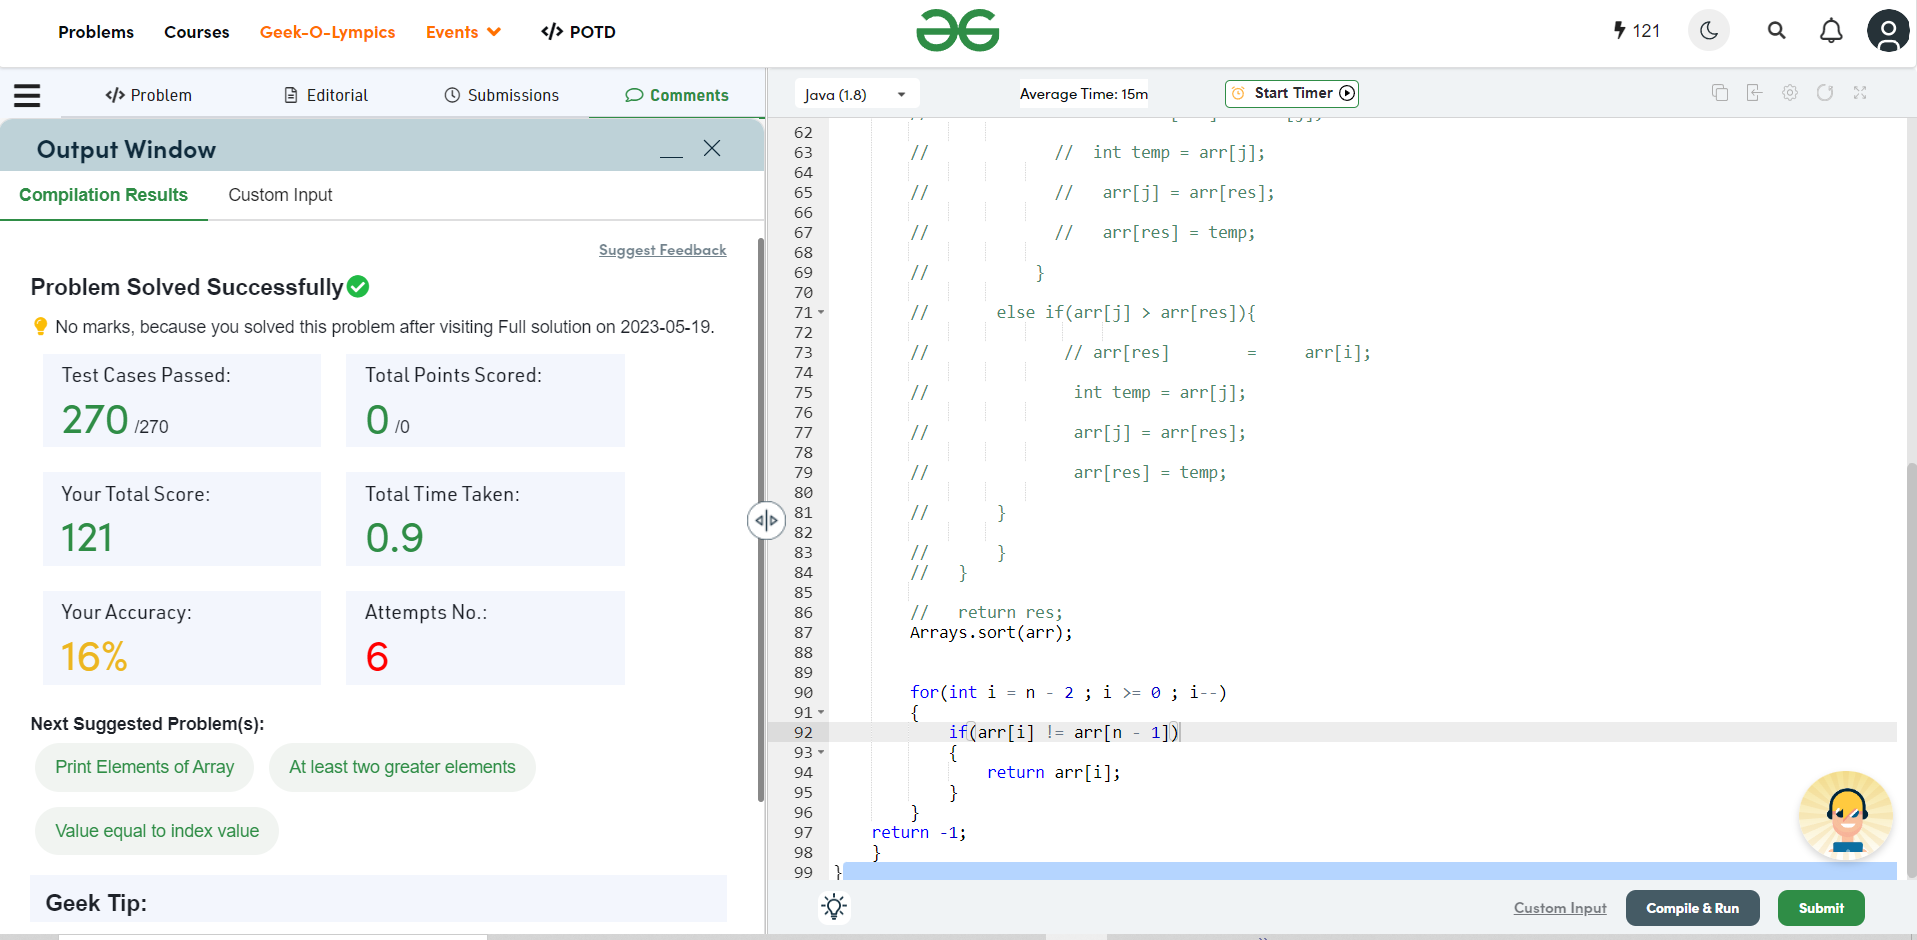 Problems Courses Geek-O-Lympics Events </> POTD 121
</> Problem Editorial Submissions Comments
Output Window
Compilation Results Custom Input
Suggest Feedback
Problem Solved Successfully
No marks, because you solved this problem after visiting Full solution on 2023-05-19.
Test Cases Passed: Total Points Scored:
270 /270 0 /0
Your Total Score: Total Time Taken:
121 0.9
Your Accuracy: Attempts No.:
16% 6
Next Suggested Problem(s):
Print Elements of Array At least two greater elements
Value equal to index value
Geek Tip:
Java (1.8) Average Time: 15m Start Timer
62
63 // // int temp = arr[j];
64
65 // // arr[j] = arr[res];
66
67 // // arr[res] = temp;
68
69 // }
70
71 // else if(arr[j] > arr[res]){
72
73 // // arr[res] = arr[i];
74
75 // int temp = arr[j];
76
77 // arr[j] = arr[res];
78
79 // arr[res] = temp;
80
81 // }
82
83 // }
84 // }
85
86 // return res;
87 Arrays.sort(arr);
88
89
90 for(int i = n - 2 ; i >= 0 ; i--)
91 {
92 if(arr[i] != arr[n - 1])
93 {
94 return arr[i];
95 }
96 }
97 return -1;
98 }
99 }
Custom Input Compile & Run Submit